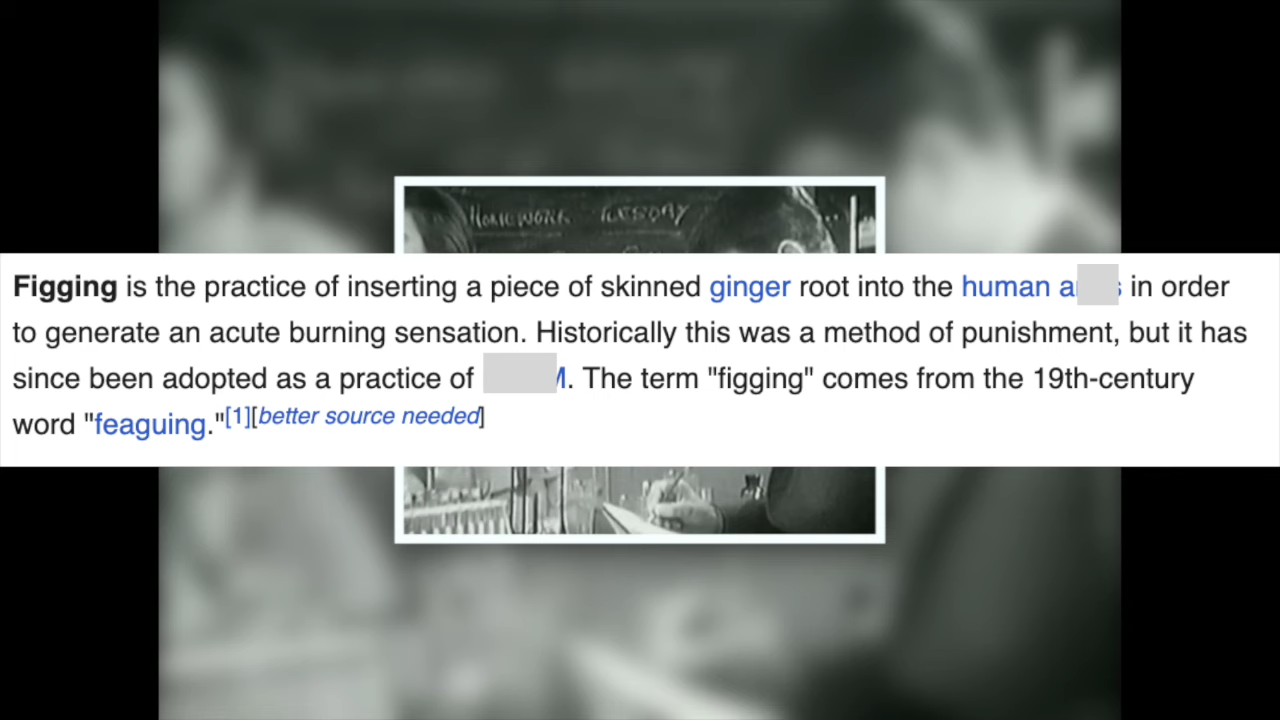 HOMEWORK TUESDAY
Figging is the practice of inserting a piece of skinned ginger root into the human a s in order
to generate an acute burning sensation. Historically this was a method of punishment, but it has
since been adopted as a practice of M. The term "figging" comes from the 19th-century
word "feaguing."[1][better source needed]